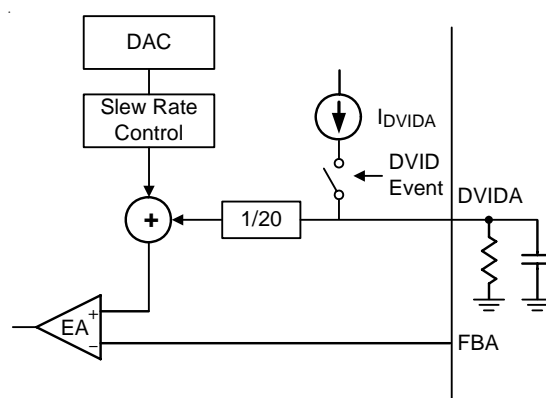 DAC
Slew Rate
Control
IDVIDA
DVID
Event
DVIDA
+
1/20
EA
+
−
FBA